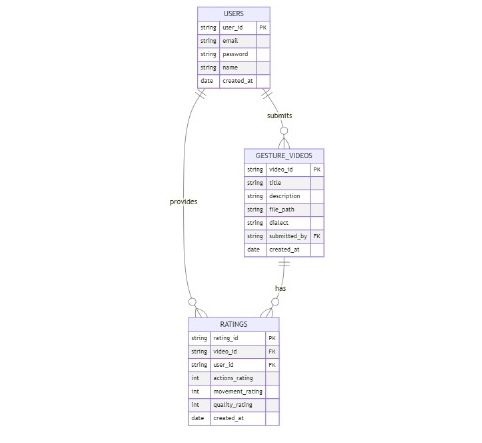 USERS
string user_id PK
string email
string password
string name
date created_at
submits
GESTURE_VIDEOS
string video_id PK
string title
string description
string file_path
string dialect
string submitted_by FK
date created_at
provides
has
RATINGS
string rating_id PK
string video_id FK
string user_id FK
int actions_rating
int movement_rating
int quality_rating
date created_at